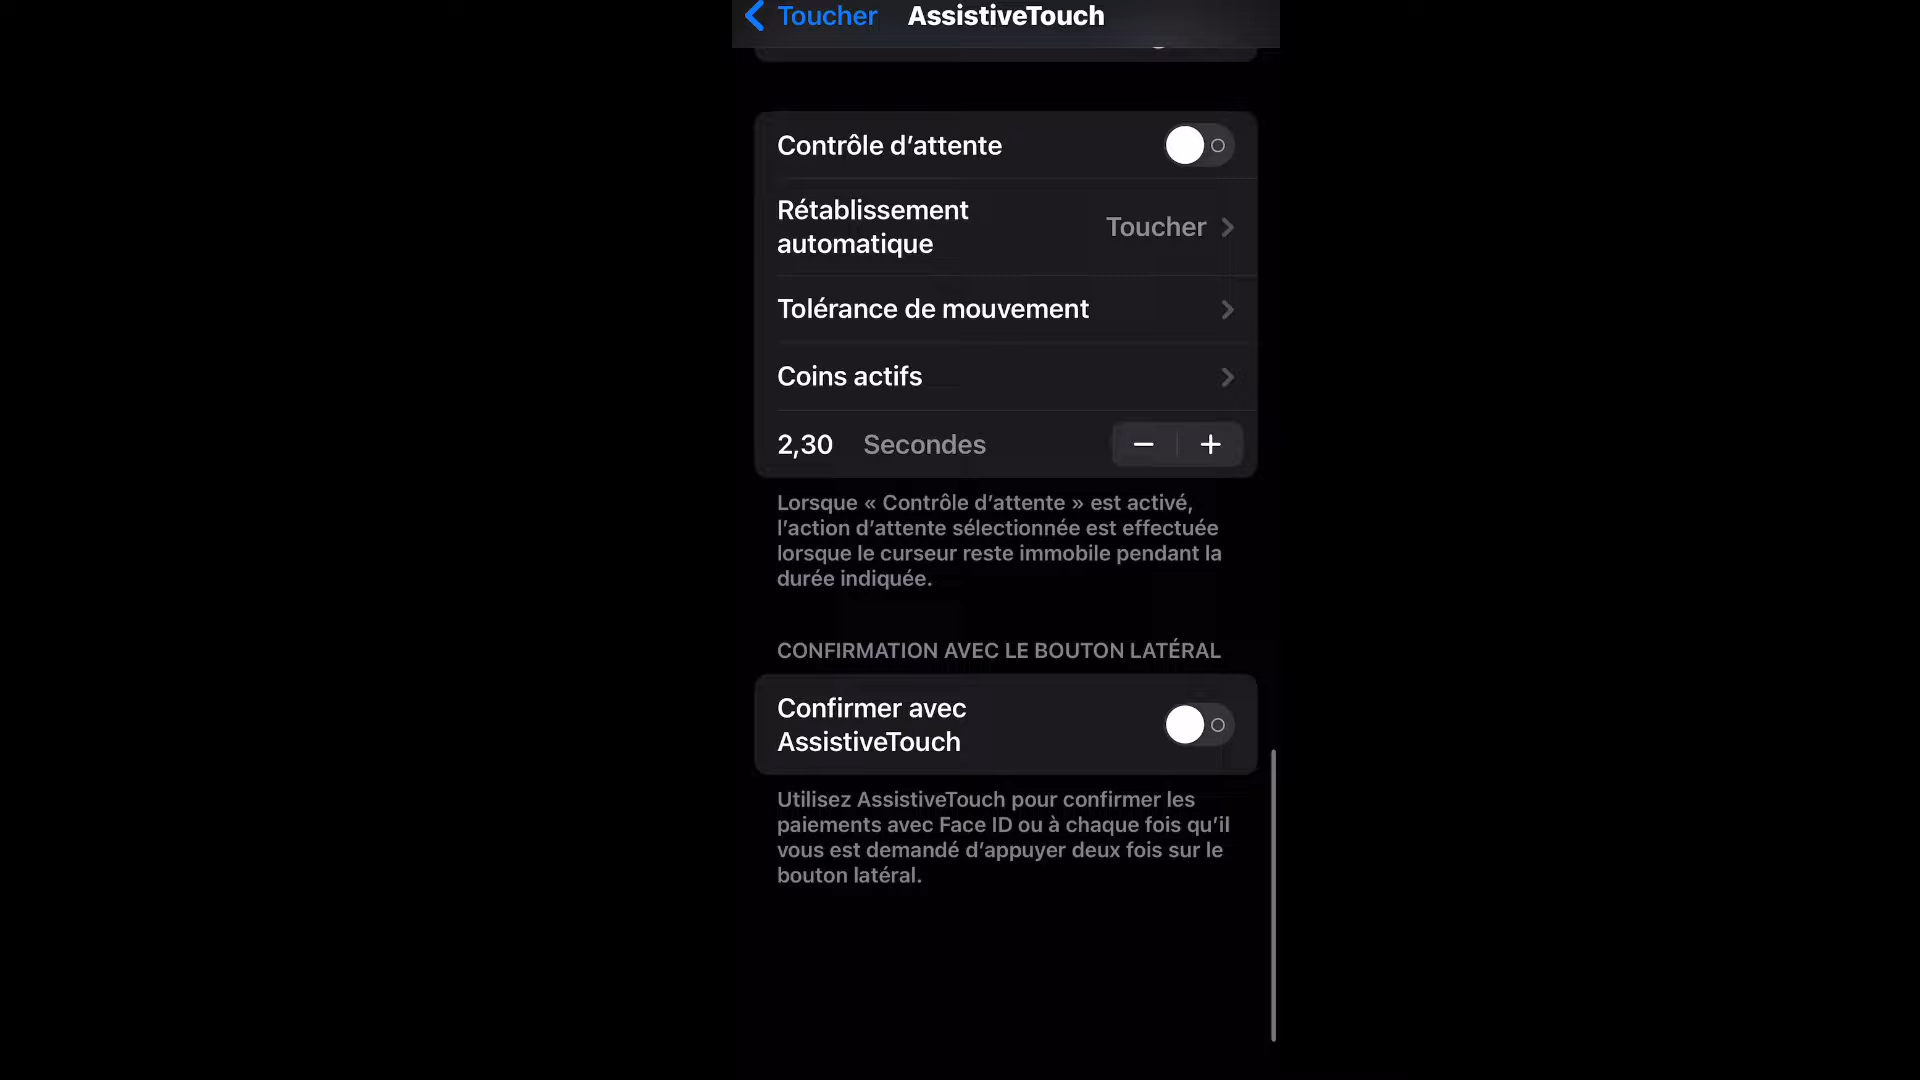 Toucher AssistiveTouch
Contrôle d’attente
Rétablissement
automatique
Toucher
Tolérance de mouvement
Coins actifs
2,30 Secondes
Lorsque « Contrôle d’attente » est activé,
l’action d’attente sélectionnée est effectuée
lorsque le curseur reste immobile pendant la
durée indiquée.
CONFIRMATION AVEC LE BOUTON LATÉRAL
Confirmer avec
AssistiveTouch
Utilisez AssistiveTouch pour confirmer les
paiements avec Face ID ou à chaque fois qu’il
vous est demandé d’appuyer deux fois sur le
bouton latéral.